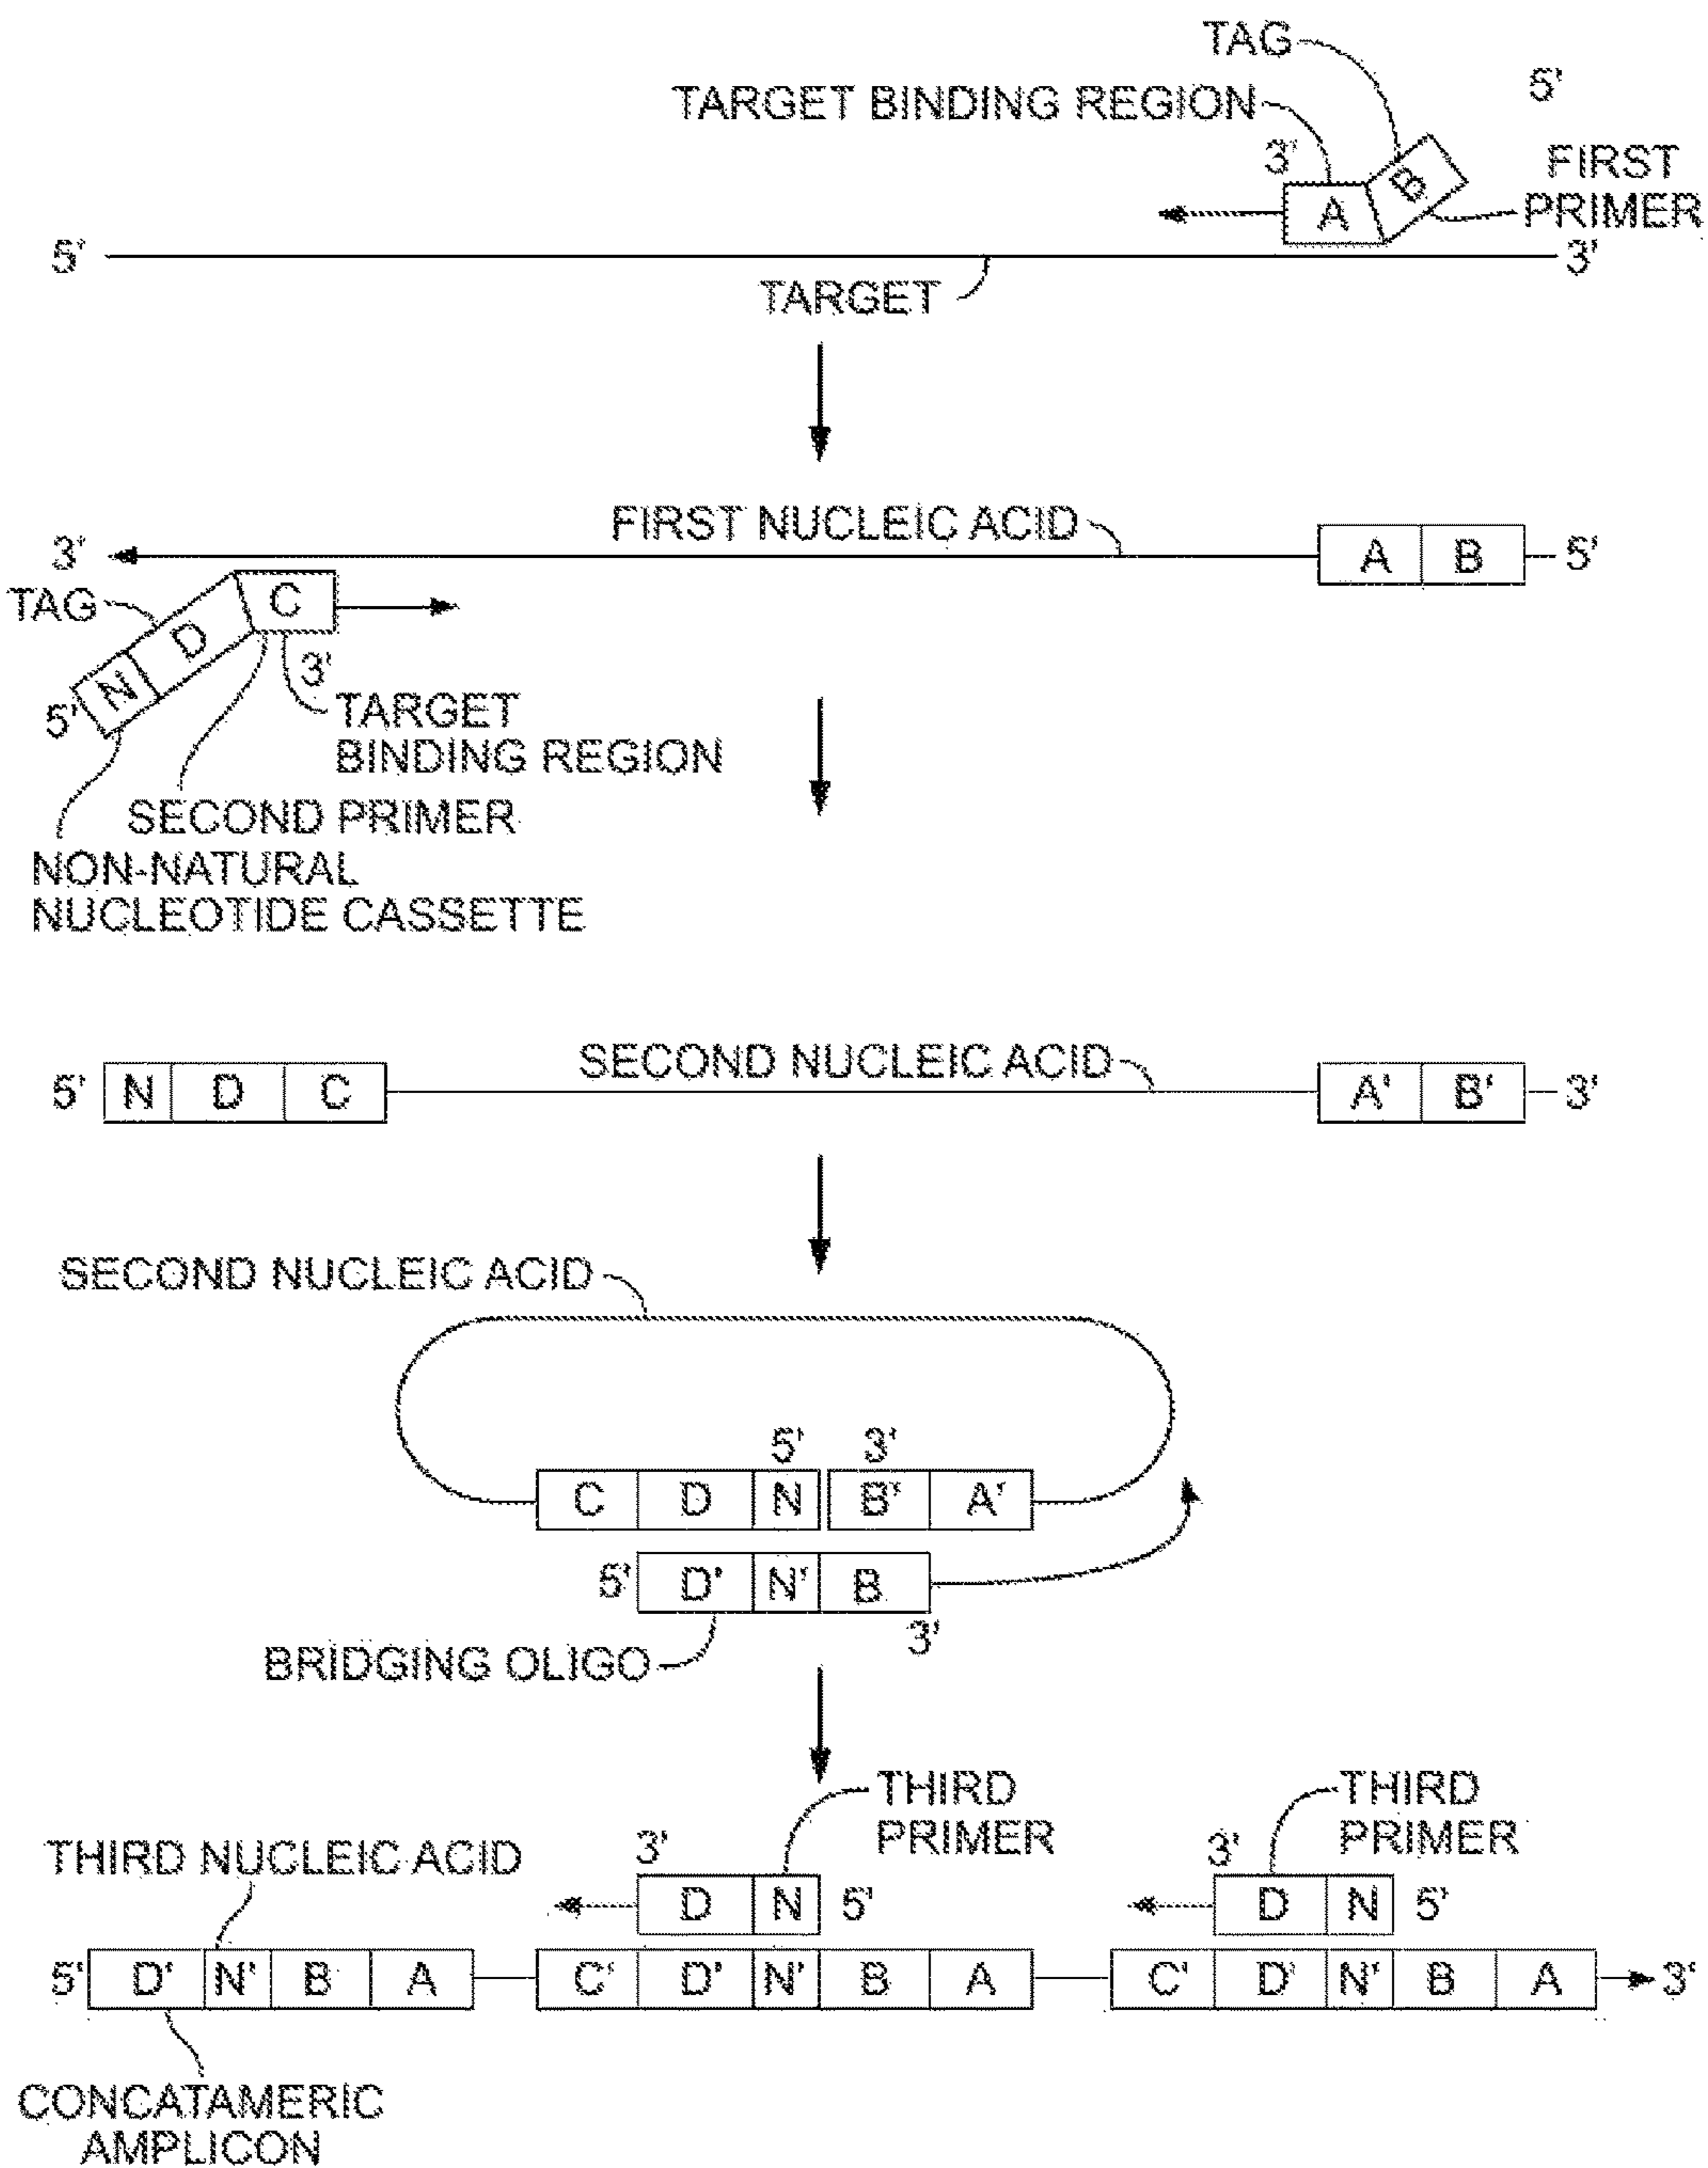 TAG
TARGET BINDING REGION
5'
3'
FIRST
PRIMER
A
B
5'
3'
TARGET
FIRST NUCLEIC ACID
3'
A B
5'
TAG
C
D
N
3'
5'
TARGET
BINDING REGION
SECOND PRIMER
NON-NATURAL
NUCLEOTIDE CASSETTE
SECOND NUCLEIC ACID
5' N D C
A' B' 3'
SECOND NUCLEIC ACID
5' 3'
C D N B' A'
5' D' N' B
3'
BRIDGING OLIGO
THIRD
PRIMER
THIRD
PRIMER
THIRD NUCLEIC ACID
3'
D N 5'
3'
D N 5'
5' D' N' B A C' D' N' B A C' D' N' B A 3'
CONCATAMERIC
AMPLICON